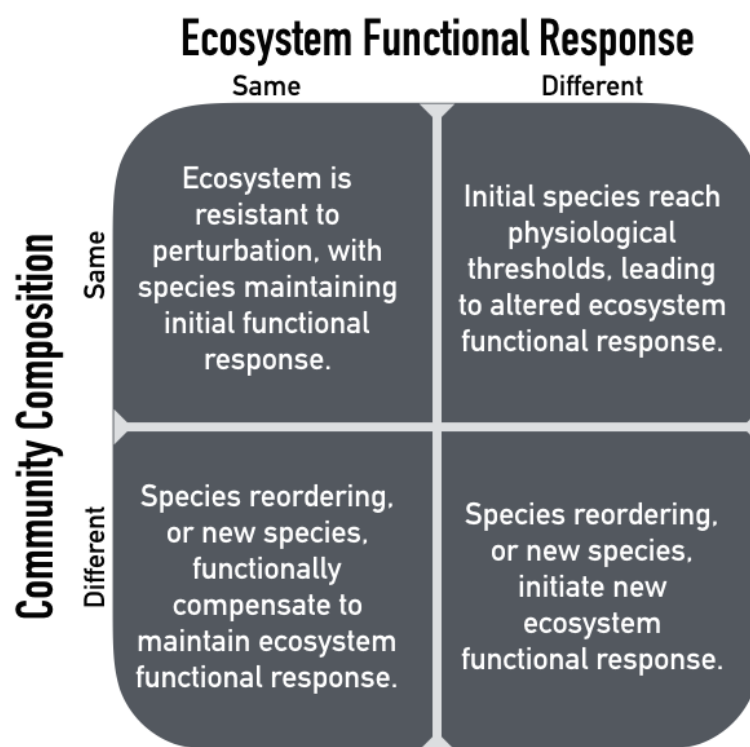 Ecosystem Functional Response
Same
Different
Community Composition
Same
Ecosystem is
resistant to
perturbation, with
species maintaining
initial functional
response.
Initial species reach
physiological
thresholds, leading
to altered ecosystem
functional response.
Different
Species reordering,
or new species,
functionally
compensate to
maintain ecosystem
functional response.
Species reordering,
or new species,
initiate new
ecosystem
functional response.